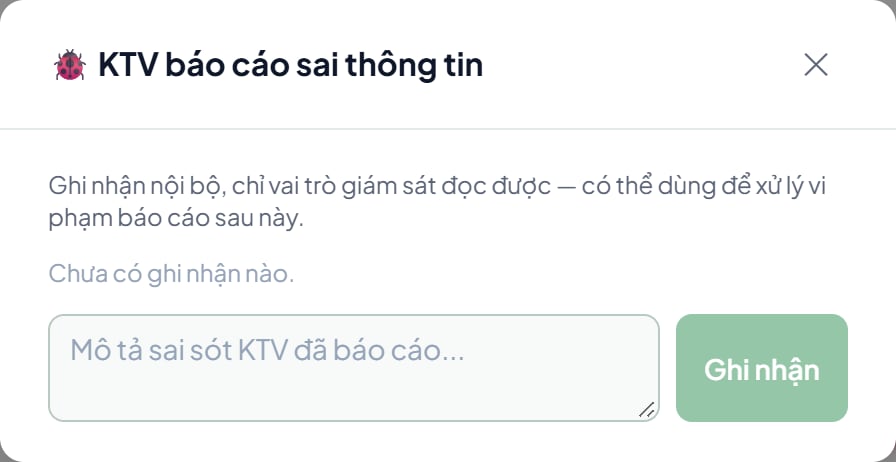 KTV báo cáo sai thông tin
Ghi nhận nội bộ, chỉ vai trò giám sát đọc được — có thể dùng để xử lý vi
phạm báo cáo sau này.
Chưa có ghi nhận nào.
Mô tả sai sót KTV đã báo cáo...
Ghi nhận